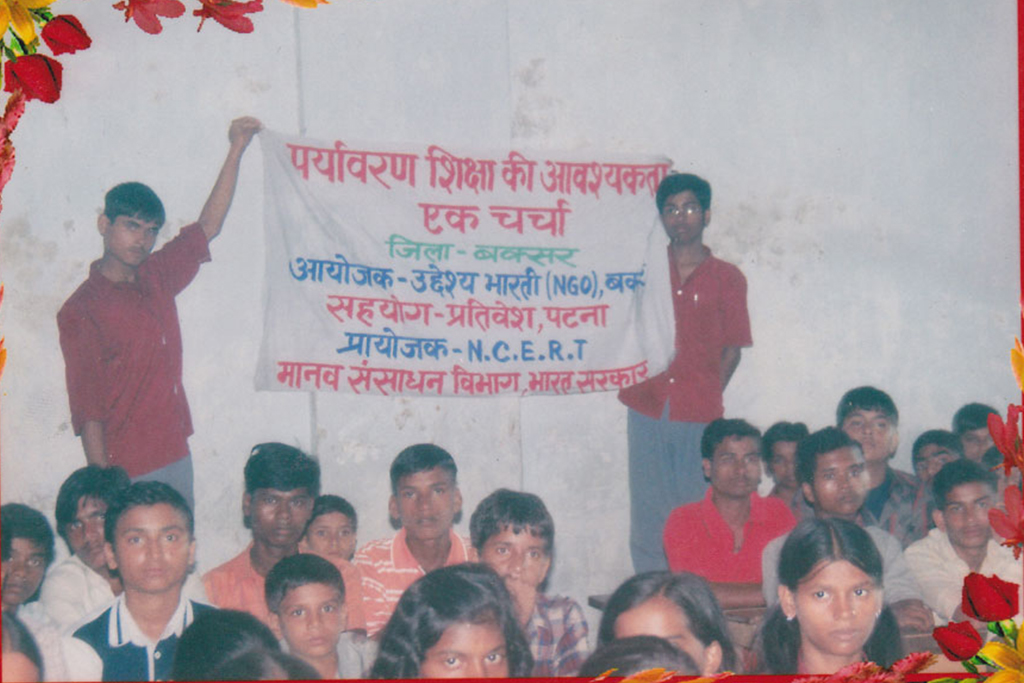 पर्यावरण शिक्षा की आवश्यकता
एक चर्चा
जिला - बक्सर
आयोजक - उद्देश्य भारती (NGO), बक
सहयोग - प्रतिवेश, पटना
प्रायोजक - N.C.E.R.T
मानव संसाधन विभाग, भारत सरकार